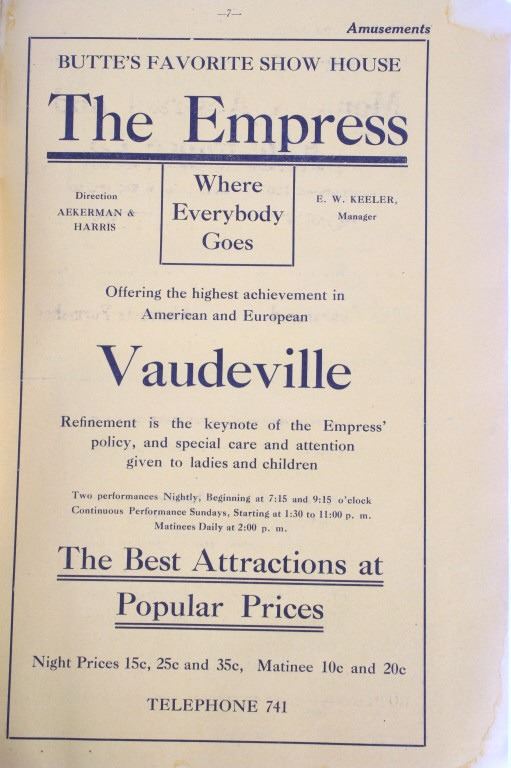 —7—
Amusements
BUTTE'S FAVORITE SHOW HOUSE
The Empress
Direction
AEKERMAN &
HARRIS
Where
Everybody
Goes
E. W. KEELER,
Manager
Offering the highest achievement in
American and European
Vaudeville
Refinement is the keynote of the Empress'
policy, and special care and attention
given to ladies and children
Two performances Nightly, Beginning at 7:15 and 9:15 o'clock
Continuous Performance Sundays, Starting at 1:30 to 11:00 p. m.
Matinees Daily at 2:00 p. m.
The Best Attractions at
Popular Prices
Night Prices 15c, 25c and 35c, Matinee 10c and 20c
TELEPHONE 741